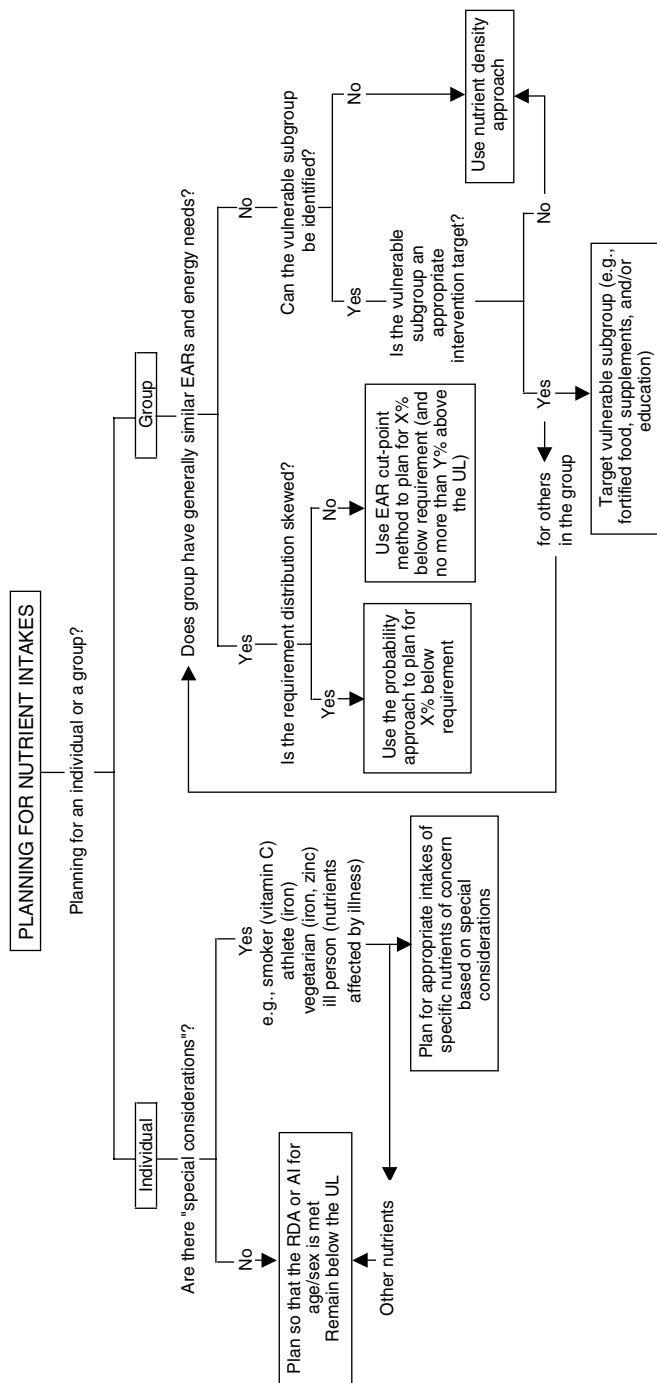 PLANNING FOR NUTRIENT INTAKES
Planning for an individual or a group?
Individual
Are there "special considerations"?
No
Plan so that the RDA or AI for
age/sex is met
Remain below the UL
Other nutrients
Yes
e.g., smoker (vitamin C)
athlete (iron)
vegetarian (iron, zinc)
ill person (nutrients
affected by illness)
Plan for appropriate intakes of
specific nutrients of concern
based on special
considerations
Group
Does group have generally similar EARs and energy needs?
Yes
Is the requirement distribution skewed?
Yes
Use the probability
approach to plan for
X% below
requirement
No
Use EAR cut-point
method to plan for X%
below requirement (and
no more than Y% above
the UL)
No
Can the vulnerable subgroup
be identified?
Yes
Is the vulnerable
subgroup an
appropriate
intervention target?
Yes
for others
in the group
Target vulnerable subgroup (e.g.,
fortified food, supplements, and/or
education)
No
No
Use nutrient density
approach